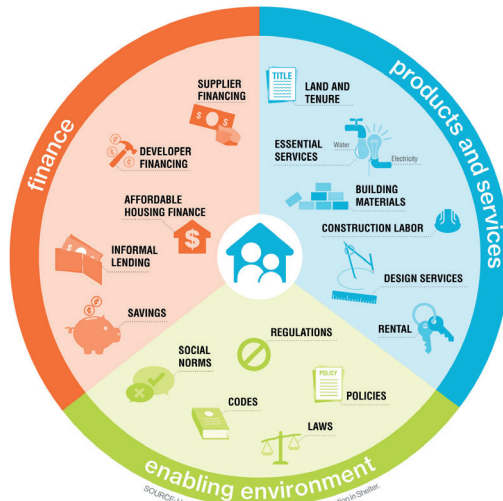 finance
SUPPLIER
FINANCING
DEVELOPER
FINANCING
AFFORDABLE
HOUSING FINANCE
INFORMAL
LENDING
SAVINGS
products and services
TITLE
LAND AND
TENURE
ESSENTIAL
SERVICES
Water
Electricity
BUILDING
MATERIALS
CONSTRUCTION LABOR
DESIGN SERVICES
RENTAL
REGULATIONS
SOCIAL
NORMS
POLICY
POLICIES
CODES
LAWS
enabling environment
SOURCE: in Shelter.